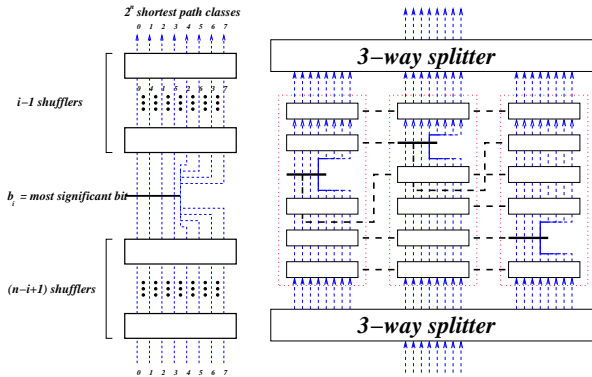 2^n shortest path classes
0 1 2 3 4 5 6 7
i−1 shufflers
0 4 1 5 2 6 3 7
b_i = most significant bit
(n−i+1) shufflers
0 1 2 3 4 5 6 7
3−way splitter
3−way splitter